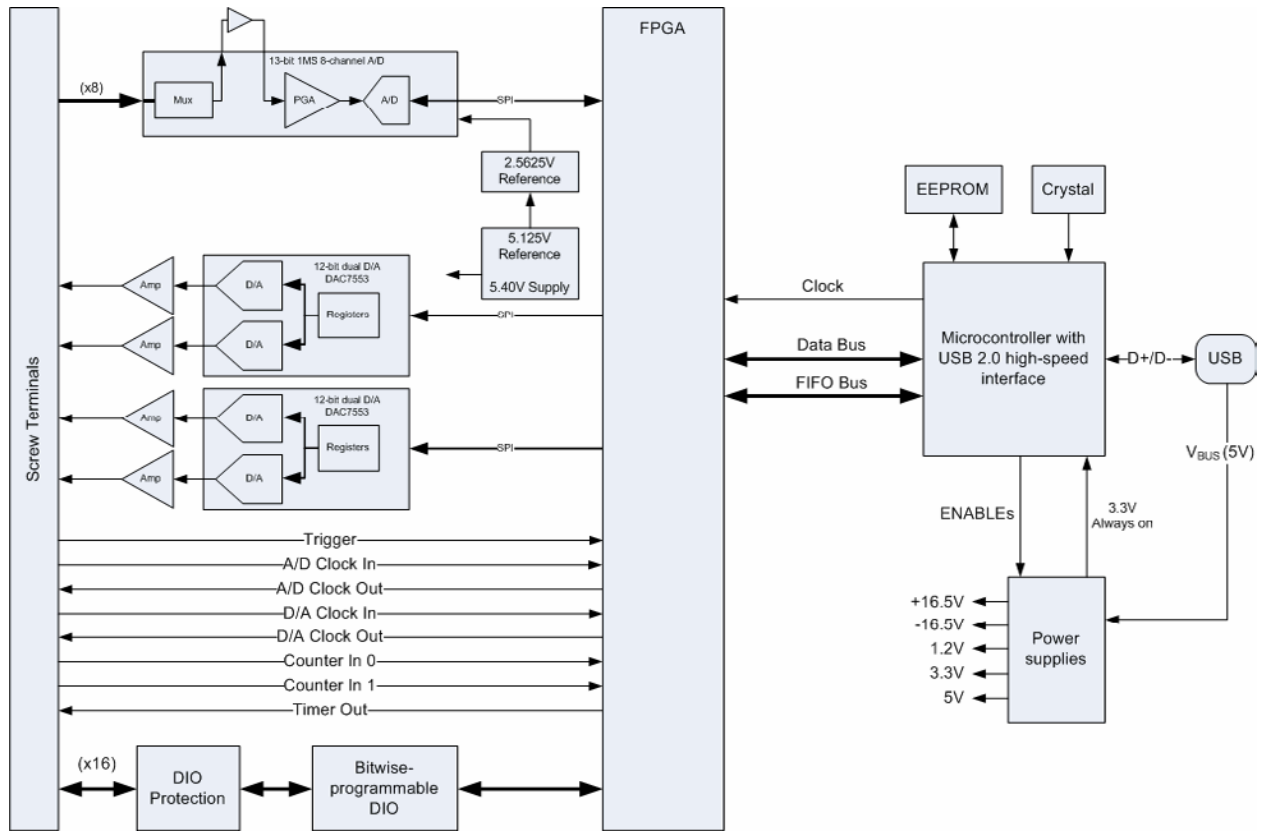 FPGA
13-bit 1MS 8-channel A/D
(x8)
Mux
PGA
A/D
SPI
2.5625V
Reference
5.125V
Reference
5.40V Supply
EEPROM
Crystal
12-bit dual D/A
DAC7553
Amp
D/A
Registers
SPI
Amp
D/A
Clock
Data Bus
FIFO Bus
Microcontroller with
USB 2.0 high-speed
interface
D+/D-
USB
12-bit dual D/A
DAC7553
Amp
D/A
Registers
SPI
Amp
D/A
Screw Terminals
VBUS (5V)
ENABLEs
3.3V
Always on
Trigger
A/D Clock In
A/D Clock Out
D/A Clock In
D/A Clock Out
Counter In 0
Counter In 1
Timer Out
+16.5V
-16.5V
1.2V
3.3V
5V
Power
supplies
(x16)
DIO
Protection
Bitwise-
programmable
DIO